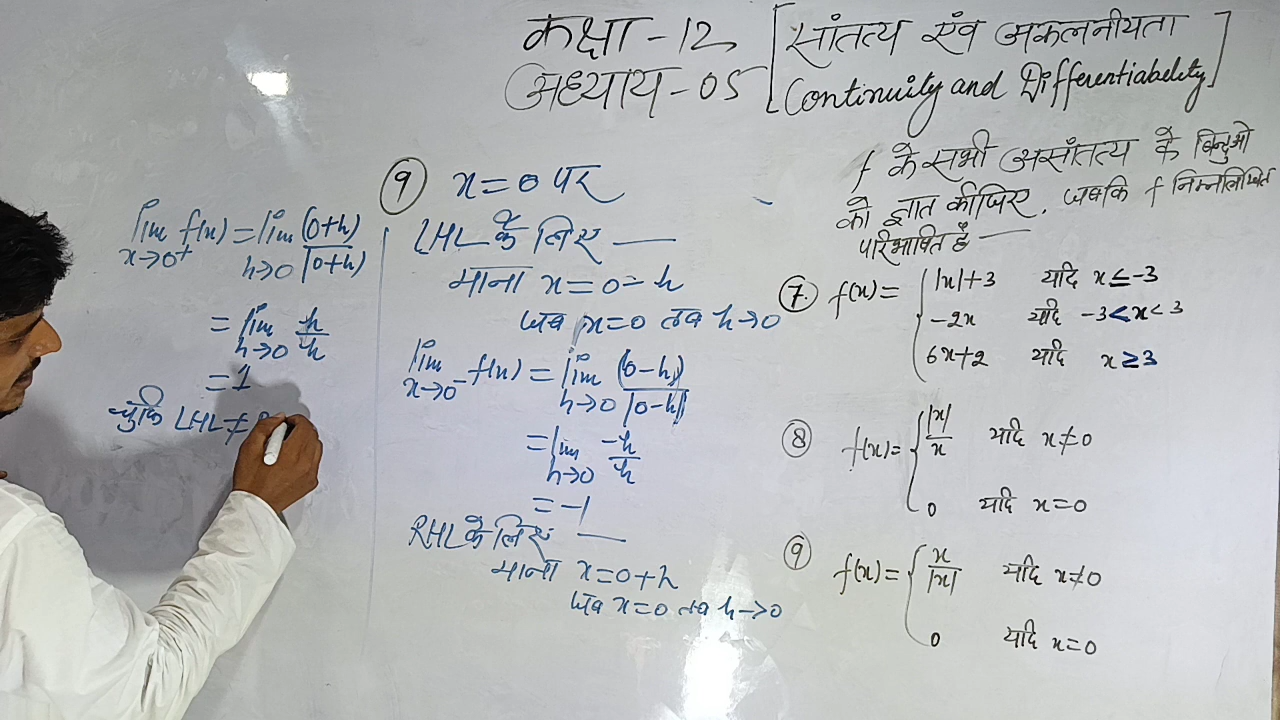 कक्षा-12 [सांतत्य एंव अकलनीयता
अध्याय-05 Continuity and Differentiabelety]
f के सभी असांतत्य के बिन्दुओ
को ज्ञात कीजिए, जबकि f निम्नलिखित
परिभाषित है —
⑦. f(x) = { |x|+3 यदि x ≤ -3
-2x यदि -3 < x < 3
6x+2 यदि x ≥ 3
⑧ f(x) = { |x|/x यदि x ≠ 0
0 यदि x = 0
⑨ f(x) = { x/|x| यदि x ≠ 0
0 यदि x = 0
⑨ x = 0 पर
LHL के लिए —
माना x = 0 - h
जब x = 0 तब h→0
lim x→0⁻ f(x) = lim h→0 (0-h)/|0-h|
= lim h→0 -h/h
= -1
RHL के लिए —
माना x = 0 + h
जब x = 0 तब h→0
lim x→0⁺ f(x) = lim h→0 (0+h)/|0+h|
= lim h→0 h/h
= 1
चुकि LHL ≠